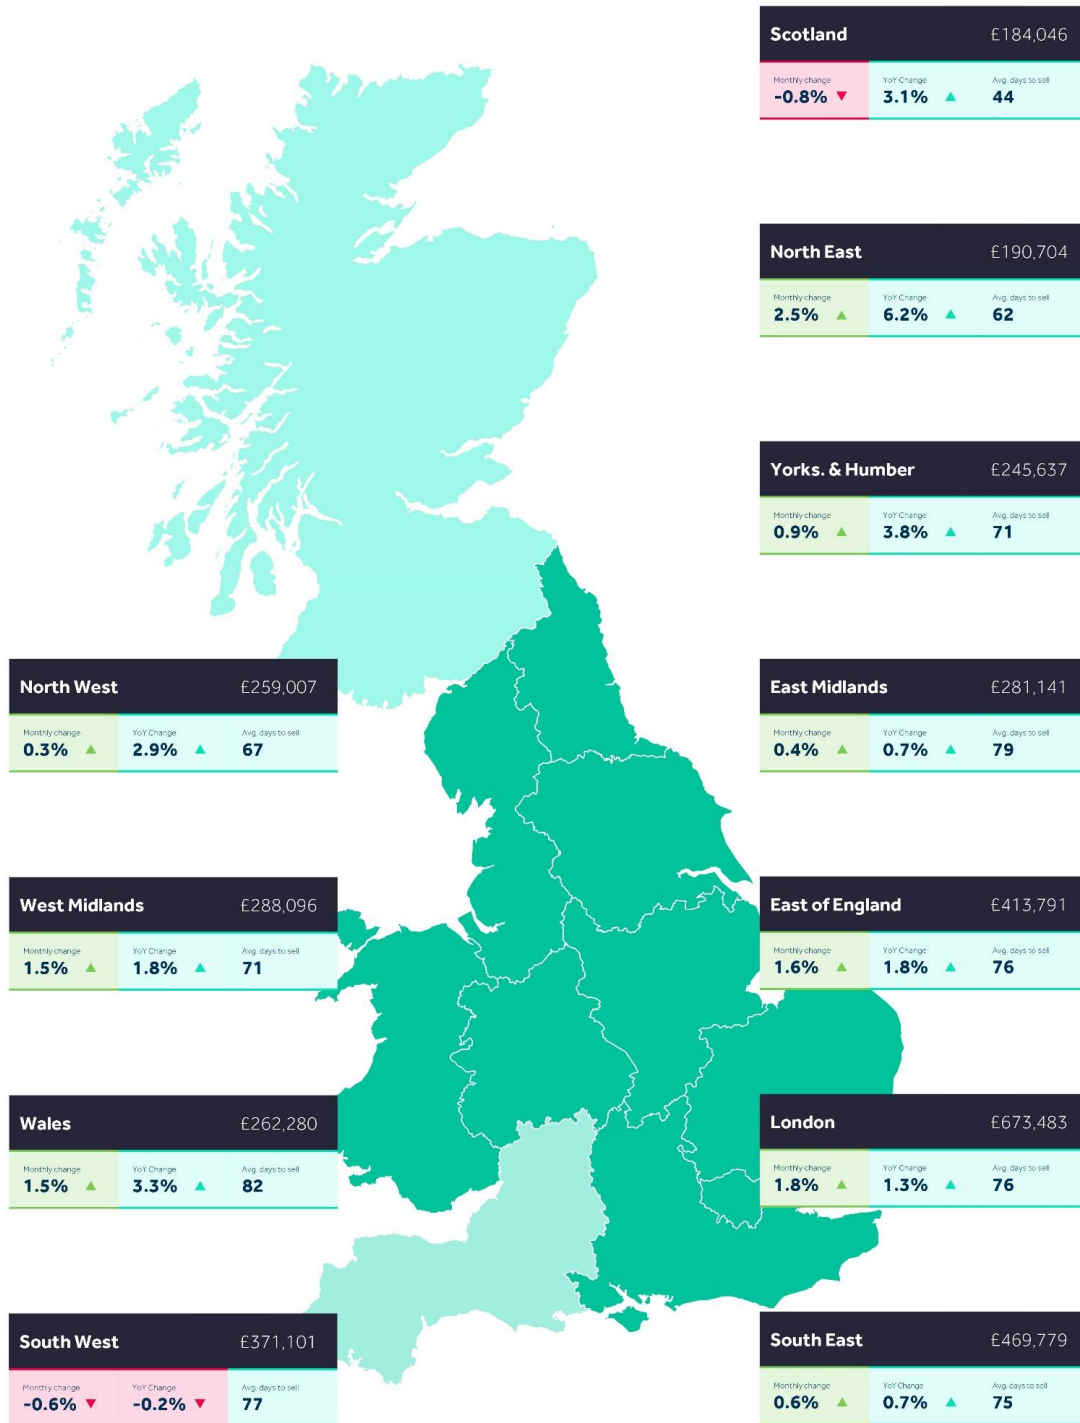 Scotland £184,046
Monthly change YoY Change Avg. days to sell
-0.8% 3.1% 44
North East £190,704
Monthly change YoY Change Avg. days to sell
2.5% 6.2% 62
Yorks. & Humber £245,637
Monthly change YoY Change Avg. days to sell
0.9% 3.8% 71
North West £259,007
Monthly change YoY Change Avg. days to sell
0.3% 2.9% 67
East Midlands £281,141
Monthly change YoY Change Avg. days to sell
0.4% 0.7% 79
West Midlands £288,096
Monthly change YoY Change Avg. days to sell
1.5% 1.8% 71
East of England £413,791
Monthly change YoY Change Avg. days to sell
1.6% 1.8% 76
Wales £262,280
Monthly change YoY Change Avg. days to sell
1.5% 3.3% 82
London £673,483
Monthly change YoY Change Avg. days to sell
1.8% 1.3% 76
South West £371,101
Monthly change YoY Change Avg. days to sell
-0.6% -0.2% 77
South East £469,779
Monthly change YoY Change Avg. days to sell
0.6% 0.7% 75